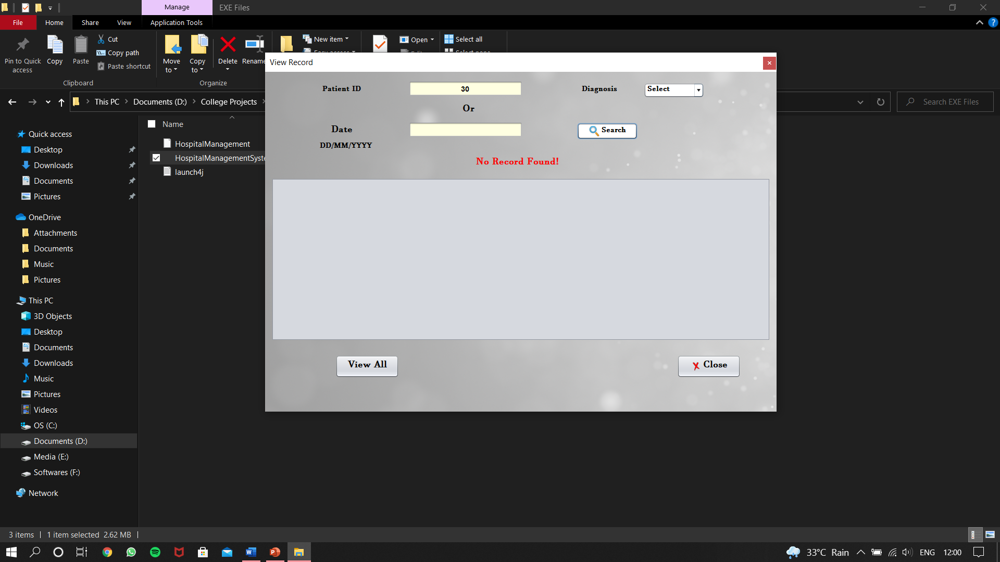 Manage
EXE Files
File
Home
Share
View
Application Tools
Pin to Quick access
Copy
Paste
Cut
Copy path
Paste shortcut
Clipboard
Move to
Copy to
Delete
Rename
Organize
New item
Open
Select all
View Record
This PC
Documents (D:)
College Projects
Search EXE Files
Patient ID
30
Diagnosis
Select
Or
Date
DD/MM/YYYY
Search
No Record Found!
View All
Close
Name
HospitalManagement
HospitalManagementSyste
launch4j
Quick access
Desktop
Downloads
Documents
Pictures
OneDrive
Attachments
Documents
Music
Pictures
This PC
3D Objects
Desktop
Documents
Downloads
Music
Pictures
Videos
OS (C:)
Documents (D:)
Media (E:)
Softwares (F:)
Network
3 items
1 item selected 2.62 MB
33°C Rain
ENG
12:00